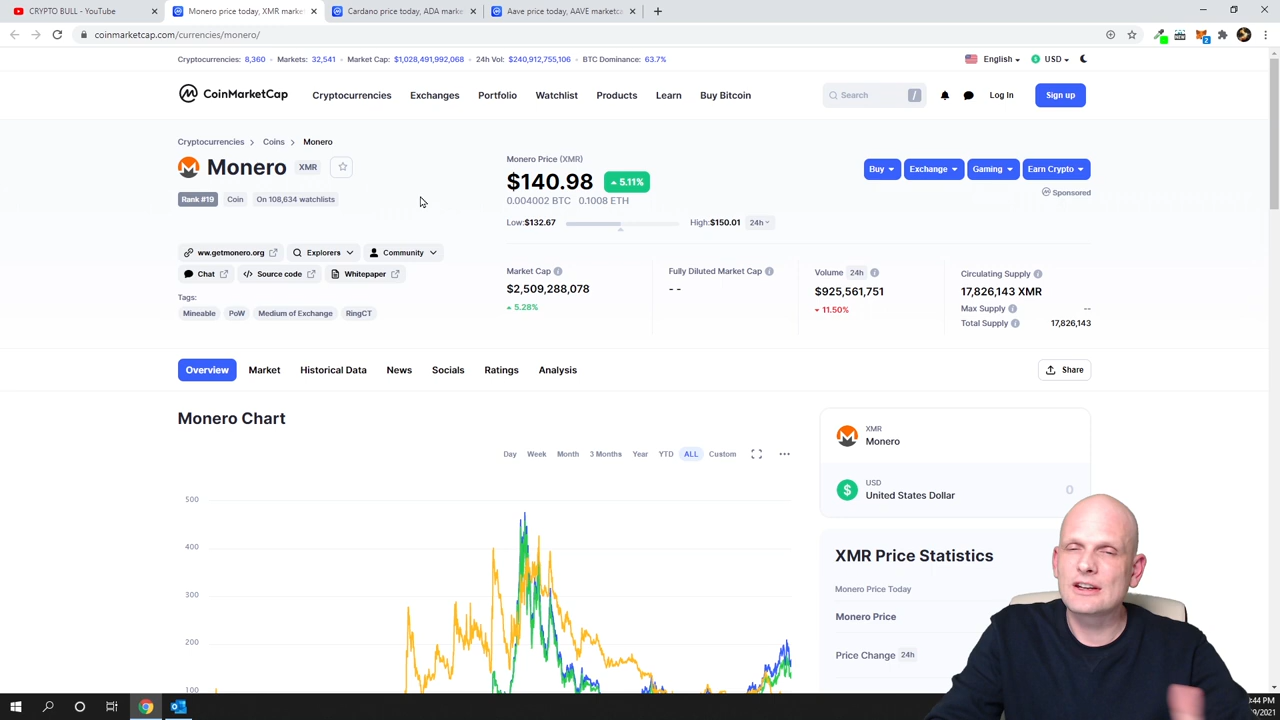 CRYPTO BULL - YouTube
Monero price today, XMR marke
Cardano price today, ADA marke
Aave price today, AAVE marketca
coinmarketcap.com/currencies/monero/
Cryptocurrencies: 8,360 Markets: 32,541 Market Cap: $1,028,491,992,068 24h Vol: $240,912,755,106 BTC Dominance: 63.7%
English
USD
CoinMarketCap
Cryptocurrencies Exchanges Portfolio Watchlist Products Learn Buy Bitcoin
Search /
Log In
Sign up
Cryptocurrencies Coins Monero
Monero XMR
Rank #19 Coin On 108,634 watchlists
ww.getmonero.org Explorers Community
Chat Source code Whitepaper
Tags:
Mineable PoW Medium of Exchange RingCT
Monero Price (XMR)
$140.98 5.11%
0.004002 BTC 0.1008 ETH
Low:$132.67 High:$150.01 24h
Buy Exchange Gaming Earn Crypto
Sponsored
Market Cap
$2,509,288,078
5.28%
Fully Diluted Market Cap
- -
Volume 24h
$925,561,751
11.50%
Circulating Supply
17,826,143 XMR
Max Supply --
Total Supply 17,826,143
Overview Market Historical Data News Socials Ratings Analysis
Share
Monero Chart
Day Week Month 3 Months Year YTD ALL Custom
500
400
300
200
100
XMR
Monero
USD
United States Dollar
0
XMR Price Statistics
Monero Price Today
Monero Price
Price Change 24h
:44 PM
/2021